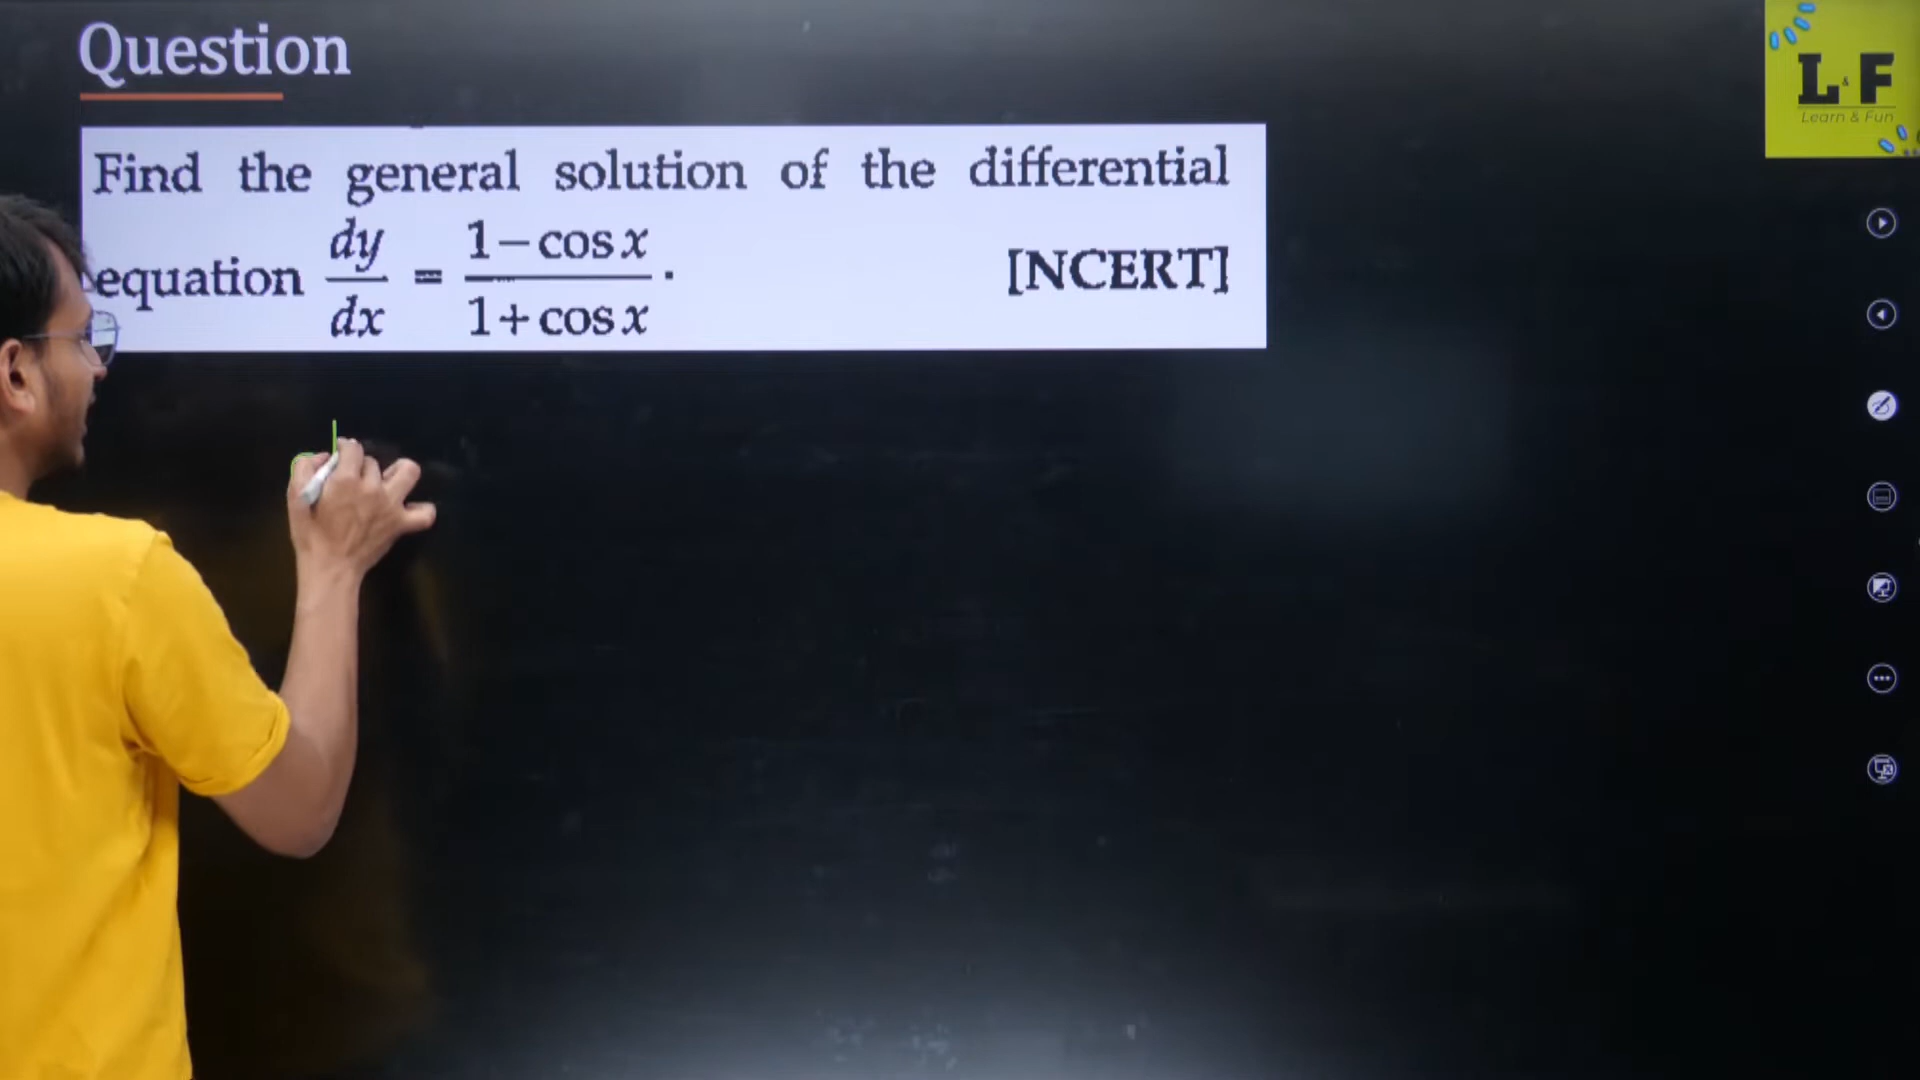 Question
Find the general solution of the differential
equation dy/dx = 1 - cos x / 1 + cos x . [NCERT]
L & F
Learn & Fun